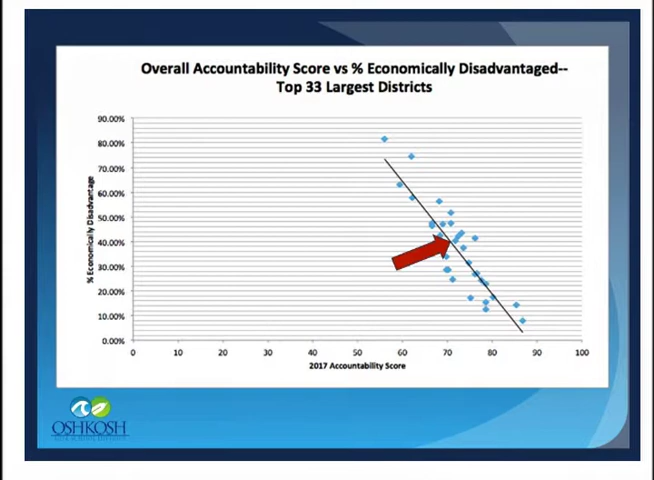 Overall Accountability Score vs % Economically Disadvantaged--
Top 33 Largest Districts
% Economically Disadvantage
90.00%
80.00%
70.00%
60.00%
50.00%
40.00%
30.00%
20.00%
10.00%
0.00%
0 10 20 30 40 50 60 70 80 90 100
2017 Accountability Score
OSHKOSH